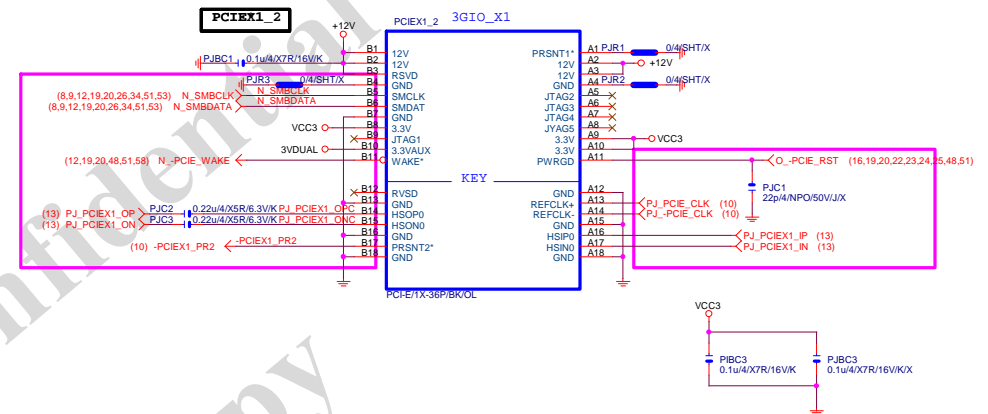 PCIEX1_2
+12V
PCIEX1_2
3GIO_X1
PJBC1
0.1u/4/X7R/16V/K
B1
B2
B3
B4
B5
B6
B7
B8
B9
B10
B11
12V
12V
RSVD
GND
SMCLK
SMDAT
GND
3.3V
JTAG1
3.3VAUX
WAKE*
PRSNT1*
12V
12V
GND
JTAG2
JTAG3
JTAG4
JYAG5
3.3V
3.3V
PWRGD
A1
A2
A3
A4
A5
A6
A7
A8
A9
A10
A11
PJR1
0/4/SHT/X
+12V
PJR2
0/4/SHT/X
PJR3
0/4/SHT/X
(8,9,12,19,20,26,34,51,53) N_SMBCLK
N_SMBCLK
(8,9,12,19,20,26,34,51,53) N_SMBDATA
N_SMBDATA
VCC3
3VDUAL
VCC3
(12,19,20,48,51,58) N_-PCIE_WAKE
O_-PCIE_RST (16,19,20,22,23,24,25,48,51)
KEY
PJC1
22p/4/NPO/50V/J/X
B12
B13
B14
B15
B16
B17
B18
RVSD
GND
HSOP0
HSON0
GND
PRSNT2*
GND
GND
REFCLK+
REFCLK-
GND
HSIP0
HSIN0
GND
A12
A13
A14
A15
A16
A17
A18
(13) PJ_PCIEX1_OP
PJC2
0.22u/4/X5R/6.3V/K
PJ_PCIEX1_OPC
(13) PJ_PCIEX1_ON
PJC3
0.22u/4/X5R/6.3V/K
PJ_PCIEX1_ONC
(10) -PCIEX1_PR2
-PCIEX1_PR2
PJ_PCIE_CLK (10)
PJ_-PCIE_CLK (10)
PJ_PCIEX1_IP (13)
PJ_PCIEX1_IN (13)
PCI-E/1X-36P/BK/OL
VCC3
PIBC3
0.1u/4/X7R/16V/K
PJBC3
0.1u/4/X7R/16V/K/X
nfidential
py